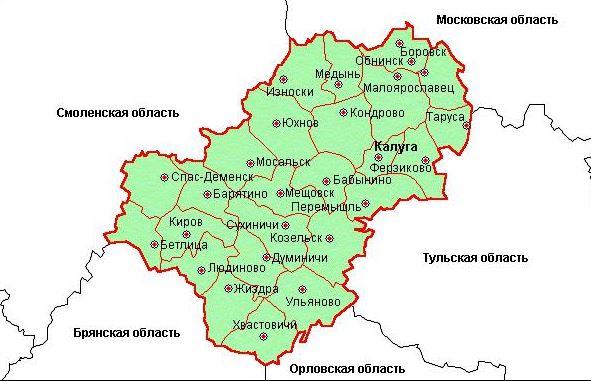 Московская область
Боровск
Обнинск
Медынь
Износки
Малоярославец
Смоленская область
Кондрово
Таруса
Юхнов
Калуга
Мосальск
Ферзиково
Спас-Деменск
Бабынино
Барятино
Мещовск
Перемышль
Киров
Сухиничи
Козельск
Бетлица
Думиничи
Тульская область
Людиново
Жиздра
Ульяново
Хвастовичи
Брянская область
Орловская область